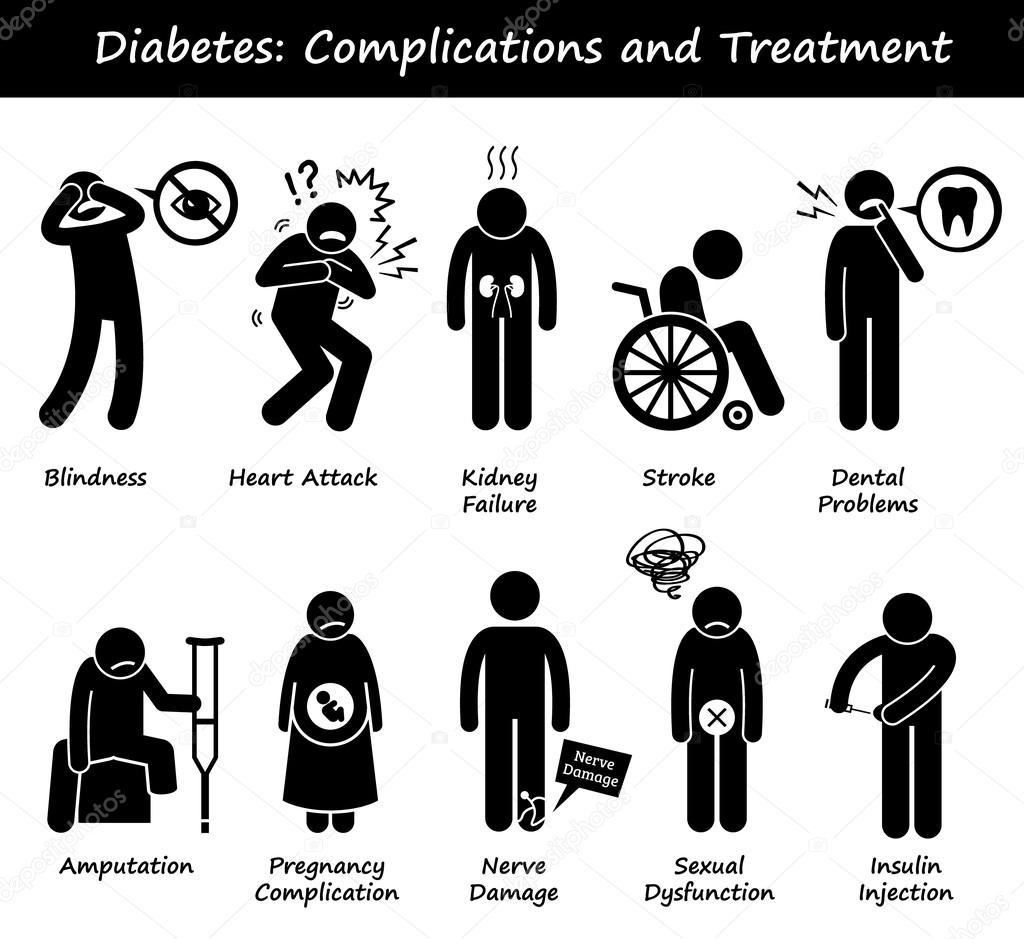 Diabetes: Complications and Treatment
Blindness
Heart Attack
Kidney
Failure
Stroke
Dental
Problems
Nerve
Damage
Amputation
Pregnancy
Complication
Nerve
Damage
Sexual
Dysfunction
Insulin
Injection
depositphotos